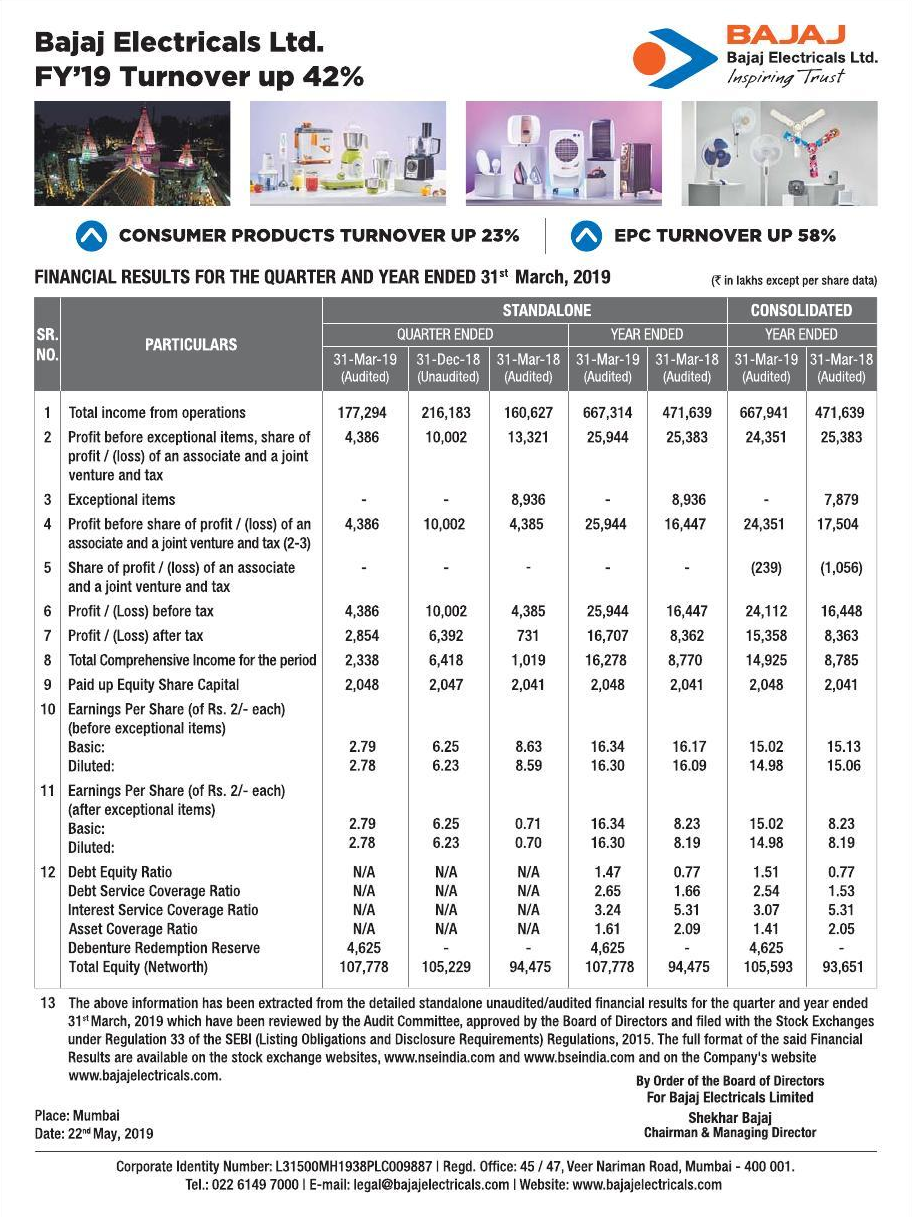 Bajaj Electricals Ltd.
FY'19 Turnover up 42%
BAJAJ
Bajaj Electricals Ltd.
Inspiring Trust
CONSUMER PRODUCTS TURNOVER UP 23%
EPC TURNOVER UP 58%
FINANCIAL RESULTS FOR THE QUARTER AND YEAR ENDED 31st March, 2019
(₹ in lakhs except per share data)
SR. NO. PARTICULARS STANDALONE CONSOLIDATED
QUARTER ENDED YEAR ENDED YEAR ENDED
31-Mar-19 31-Dec-18 31-Mar-18 31-Mar-19 31-Mar-18 31-Mar-19 31-Mar-18
(Audited) (Unaudited) (Audited) (Audited) (Audited) (Audited) (Audited)
1 Total income from operations 177,294 216,183 160,627 667,314 471,639 667,941 471,639
2 Profit before exceptional items, share of 4,386 10,002 13,321 25,944 25,383 24,351 25,383
profit / (loss) of an associate and a joint
venture and tax
3 Exceptional items - - 8,936 - 8,936 - 7,879
4 Profit before share of profit / (loss) of an 4,386 10,002 4,385 25,944 16,447 24,351 17,504
associate and a joint venture and tax (2-3)
5 Share of profit / (loss) of an associate - - - - - (239) (1,056)
and a joint venture and tax
6 Profit / (Loss) before tax 4,386 10,002 4,385 25,944 16,447 24,112 16,448
7 Profit / (Loss) after tax 2,854 6,392 731 16,707 8,362 15,358 8,363
8 Total Comprehensive Income for the period 2,338 6,418 1,019 16,278 8,770 14,925 8,785
9 Paid up Equity Share Capital 2,048 2,047 2,041 2,048 2,041 2,048 2,041
10 Earnings Per Share (of Rs. 2/- each)
(before exceptional items)
Basic: 2.79 6.25 8.63 16.34 16.17 15.02 15.13
Diluted: 2.78 6.23 8.59 16.30 16.09 14.98 15.06
11 Earnings Per Share (of Rs. 2/- each)
(after exceptional items)
Basic: 2.79 6.25 0.71 16.34 8.23 15.02 8.23
Diluted: 2.78 6.23 0.70 16.30 8.19 14.98 8.19
12 Debt Equity Ratio N/A N/A N/A 1.47 0.77 1.51 0.77
Debt Service Coverage Ratio N/A N/A N/A 2.65 1.66 2.54 1.53
Interest Service Coverage Ratio N/A N/A N/A 3.24 5.31 3.07 5.31
Asset Coverage Ratio N/A N/A N/A 1.61 2.09 1.41 2.05
Debenture Redemption Reserve 4,625 - - 4,625 - 4,625 -
Total Equity (Networth) 107,778 105,229 94,475 107,778 94,475 105,593 93,651
13 The above information has been extracted from the detailed standalone unaudited/audited financial results for the quarter and year ended
31st March, 2019 which have been reviewed by the Audit Committee, approved by the Board of Directors and filed with the Stock Exchanges
under Regulation 33 of the SEBI (Listing Obligations and Disclosure Requirements) Regulations, 2015. The full format of the said Financial
Results are available on the stock exchange websites, www.nseindia.com and www.bseindia.com and on the Company's website
www.bajajelectricals.com.
By Order of the Board of Directors
For Bajaj Electricals Limited
Shekhar Bajaj
Chairman & Managing Director
Place: Mumbai
Date: 22nd May, 2019
Corporate Identity Number: L31500MH1938PLC009887 | Regd. Office: 45 / 47, Veer Nariman Road, Mumbai - 400 001.
Tel.: 022 6149 7000 | E-mail: legal@bajajelectricals.com | Website: www.bajajelectricals.com